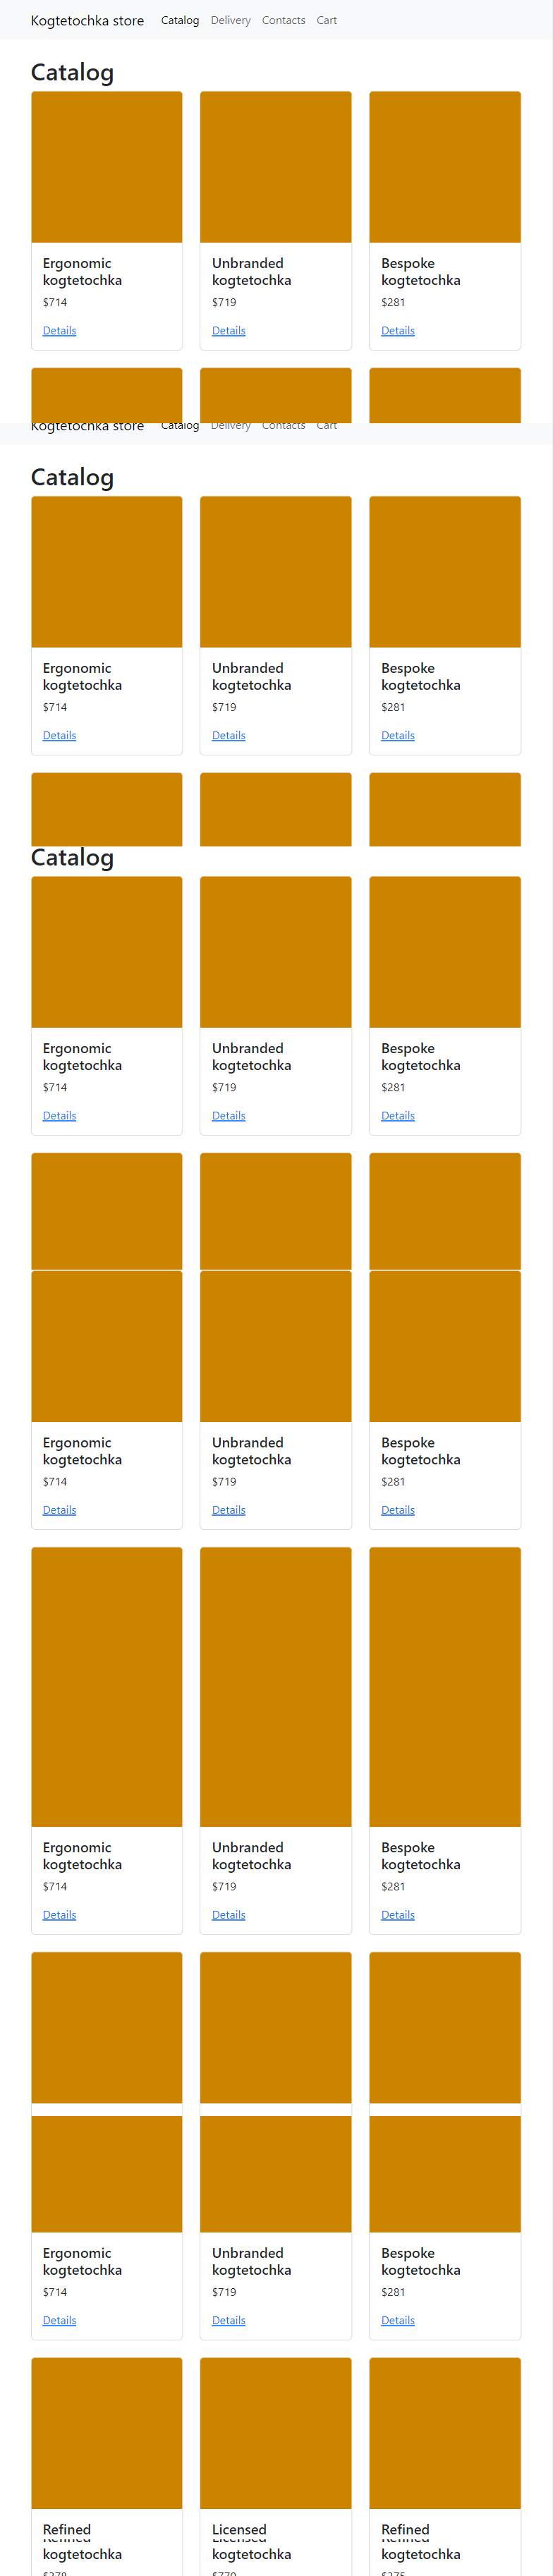 Kogtetochka store Catalog Delivery Contacts Cart
Catalog
Ergonomic kogtetochka
$714
Details
Unbranded kogtetochka
$719
Details
Bespoke kogtetochka
$281
Details
Kogtetochka store Catalog Delivery Contacts Cart
Catalog
Ergonomic kogtetochka
$714
Details
Unbranded kogtetochka
$719
Details
Bespoke kogtetochka
$281
Details
Catalog
Ergonomic kogtetochka
$714
Details
Unbranded kogtetochka
$719
Details
Bespoke kogtetochka
$281
Details
Ergonomic kogtetochka
$714
Details
Unbranded kogtetochka
$719
Details
Bespoke kogtetochka
$281
Details
Ergonomic kogtetochka
$714
Details
Unbranded kogtetochka
$719
Details
Bespoke kogtetochka
$281
Details
Ergonomic kogtetochka
$714
Details
Unbranded kogtetochka
$719
Details
Bespoke kogtetochka
$281
Details
Refined
kogtetochka
Licensed
kogtetochka
Refined
kogtetochka